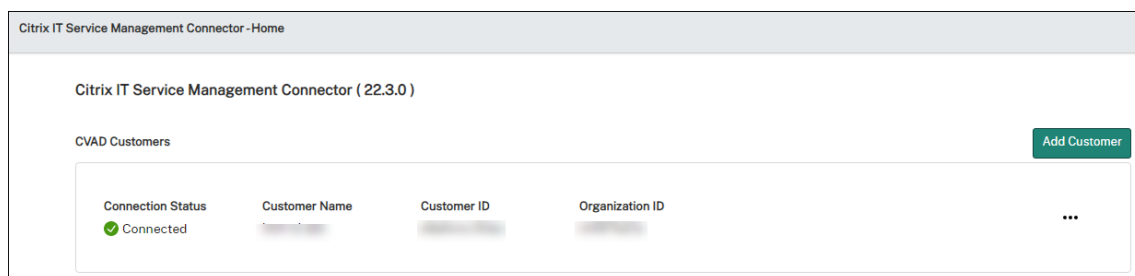 Citrix IT Service Management Connector - Home
Citrix IT Service Management Connector ( 22.3.0 )
CVAD Customers
Add Customer
Connection Status Customer Name Customer ID Organization ID
Connected